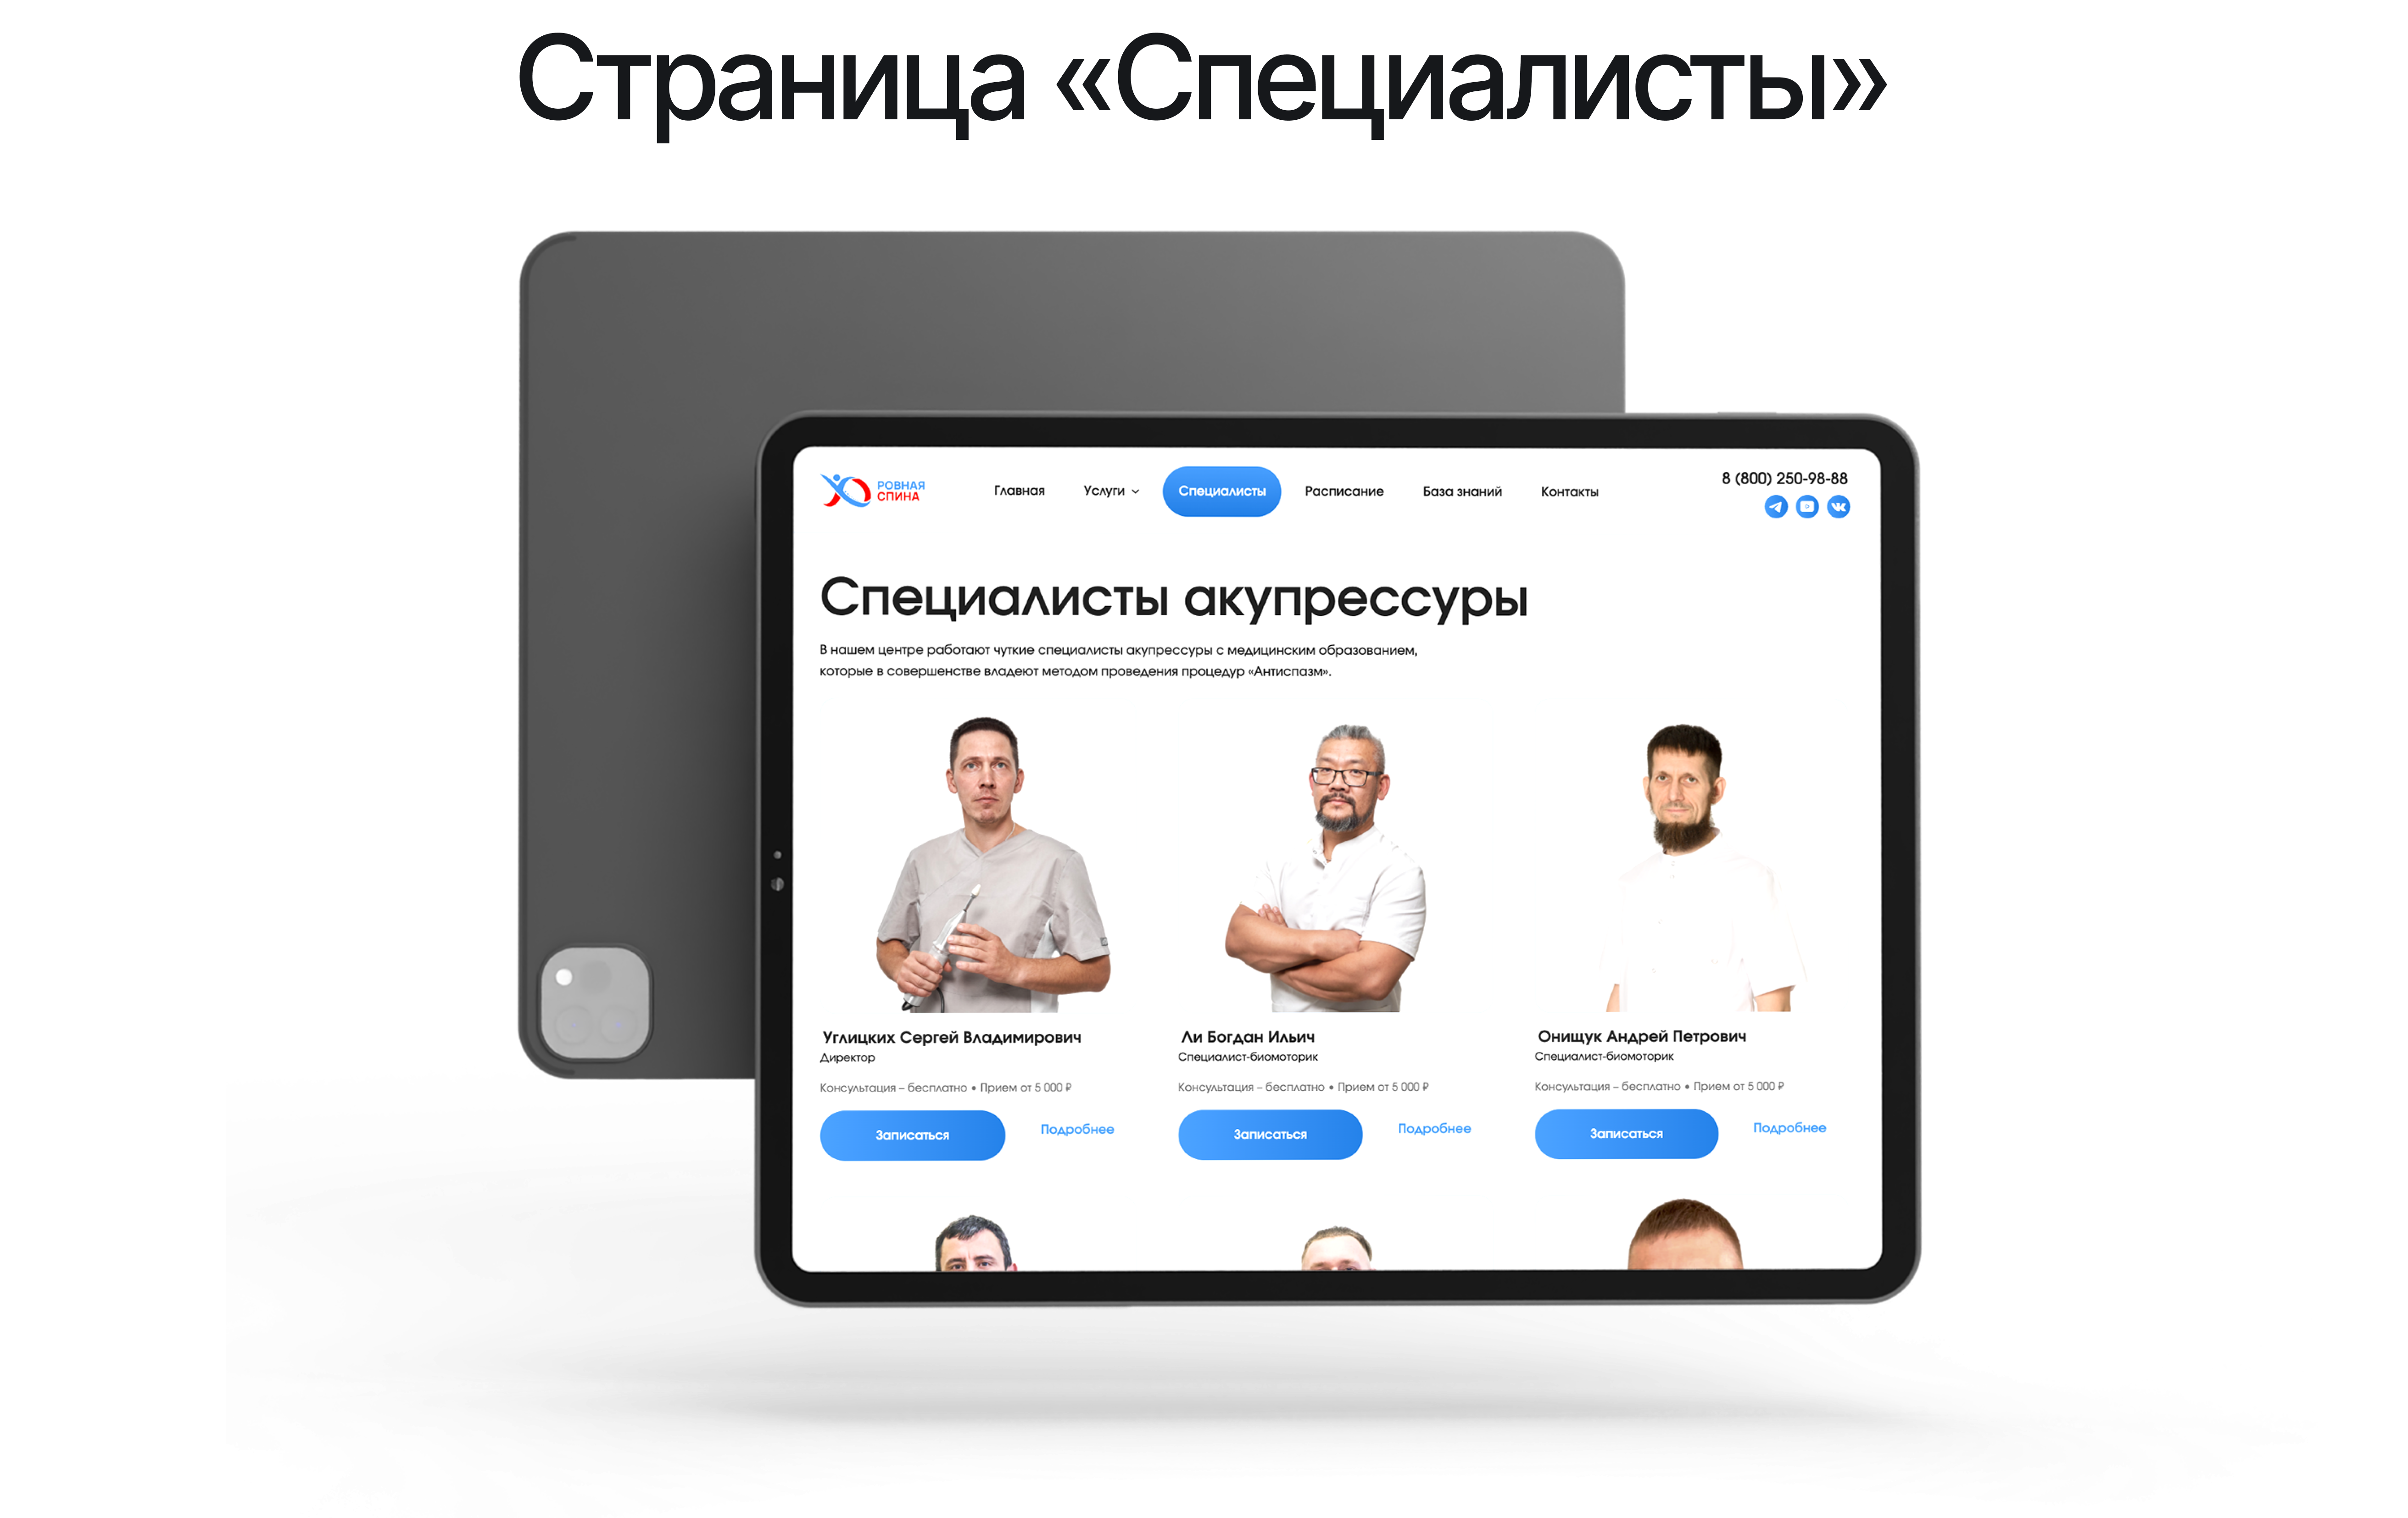 Страница «Специалисты»
РОВНАЯ
СПИНА
Главная
Услуги
Специалисты
Расписание
База знаний
Контакты
8 (800) 250-98-88
Специалисты акупрессуры
В нашем центре работают чуткие специалисты акупрессуры с медицинским образованием,
которые в совершенстве владеют методом проведения процедур «Антиспазм».
Углицких Сергей Владимирович
Директор
Консультация – бесплатно • Прием от 5 000 ₽
Записаться
Подробнее
Ли Богдан Ильич
Специалист-биомоторик
Консультация – бесплатно • Прием от 5 000 ₽
Записаться
Подробнее
Онищук Андрей Петрович
Специалист-биомоторик
Консультация – бесплатно • Прием от 5 000 ₽
Записаться
Подробнее